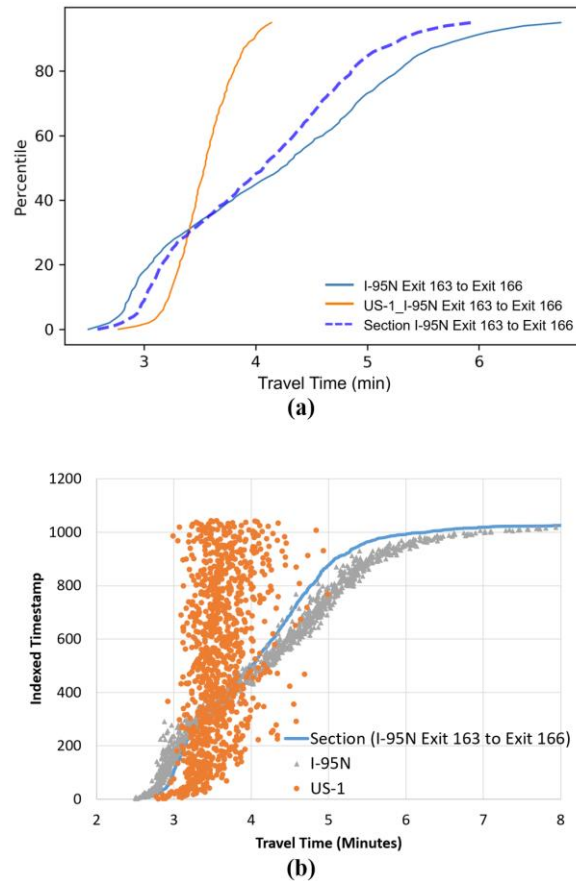 80
60
40
20
0
Percentile
I-95N Exit 163 to Exit 166
US-1_I-95N Exit 163 to Exit 166
Section I-95N Exit 163 to Exit 166
3 4 5 6
Travel Time (min)
(a)
1200
1000
800
600
400
200
0
Indexed Timestamp
Section (I-95N Exit 163 to Exit 166)
I-95N
US-1
2 3 4 5 6 7 8
Travel Time (Minutes)
(b)